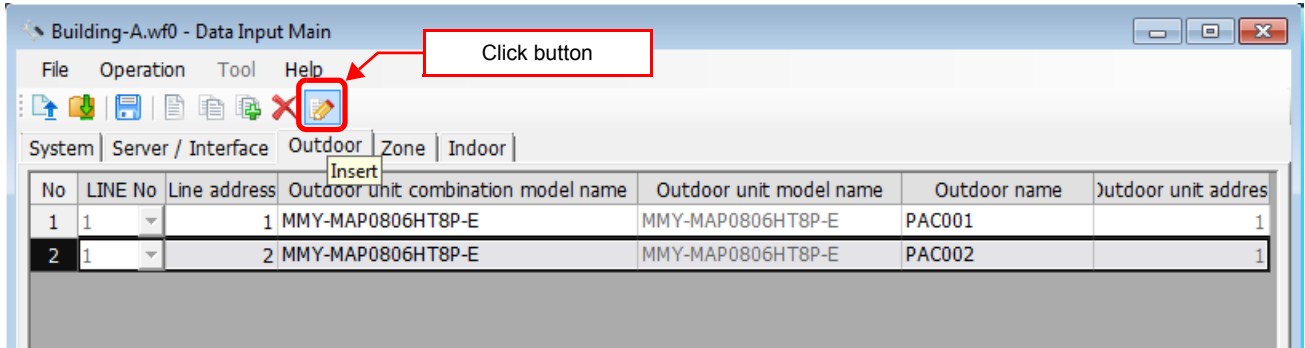 Building-A.wf0 - Data Input Main
Click button
File Operation Tool Help
System Server / Interface Outdoor Zone Indoor
Insert
No LINE No Line address Outdoor unit combination model name Outdoor unit model name Outdoor name Outdoor unit addres
1 1 1 MMY-MAP0806HT8P-E MMY-MAP0806HT8P-E PAC001 1
2 1 2 MMY-MAP0806HT8P-E MMY-MAP0806HT8P-E PAC002 1